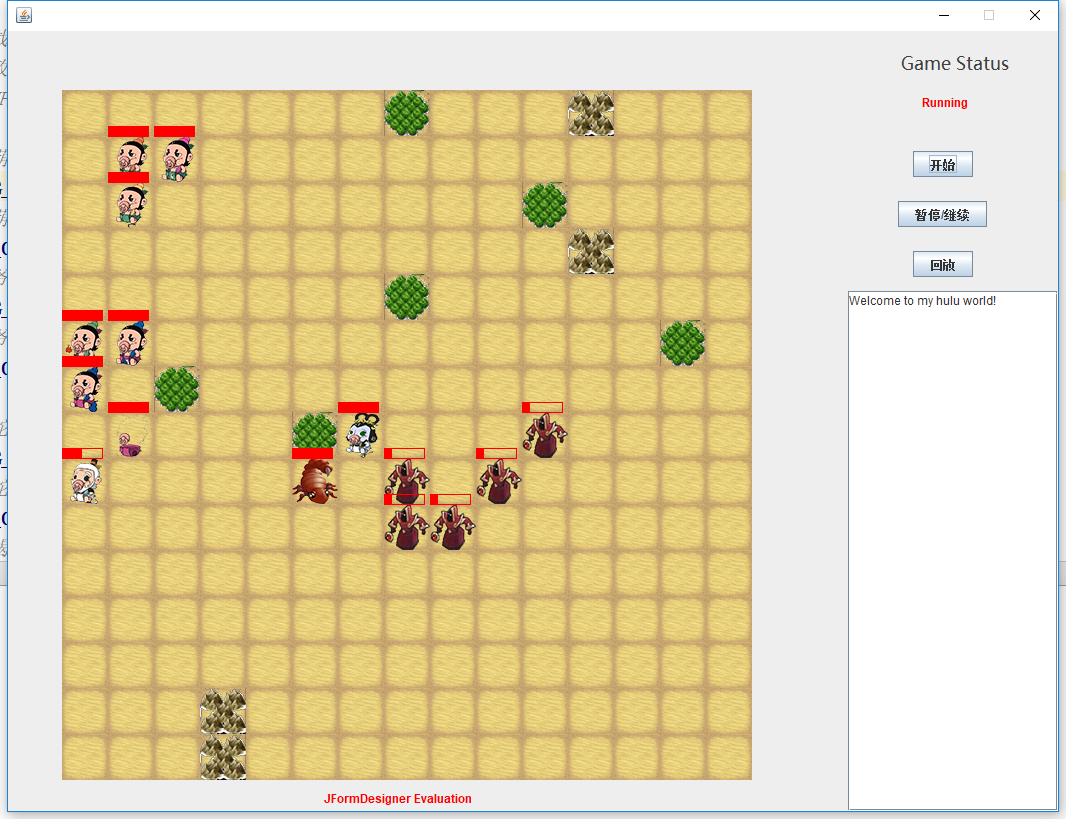 Game Status
Running
开始
暂停/继续
回放
Welcome to my hulu world!
JFormDesigner Evaluation